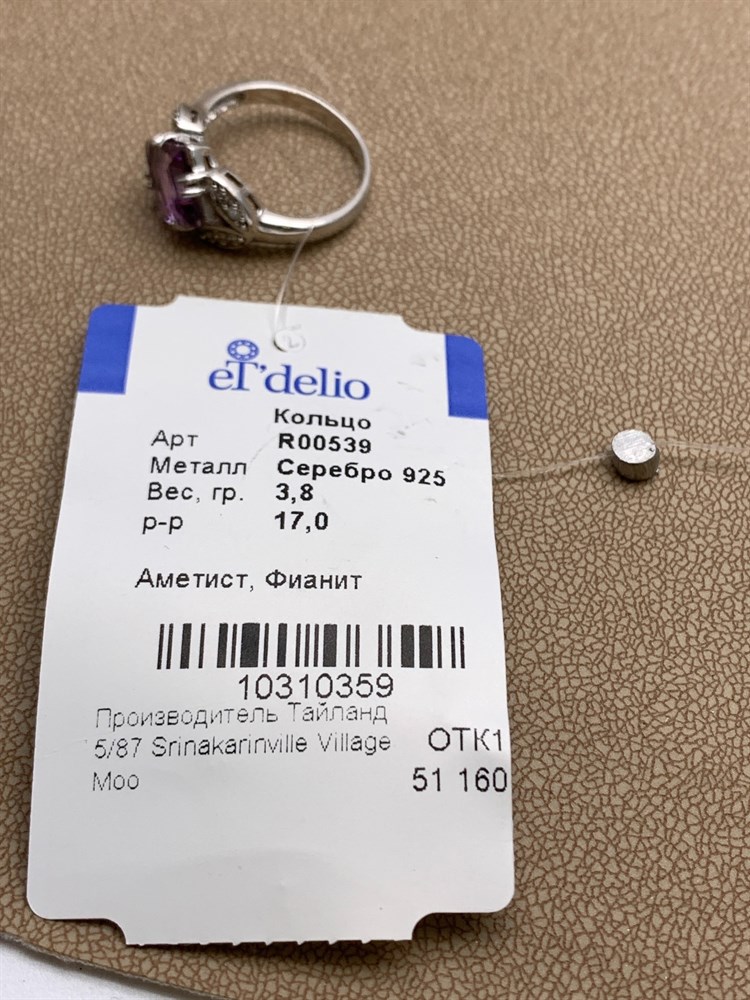 eT'delio
Кольцо
Арт R00539
Металл Серебро 925
Вес, гр. 3,8
р-р 17,0
Аметист, Фианит
10310359
Производитель Тайланд
5/87 Srinakarinville Village ОТК1
Moo 51 160